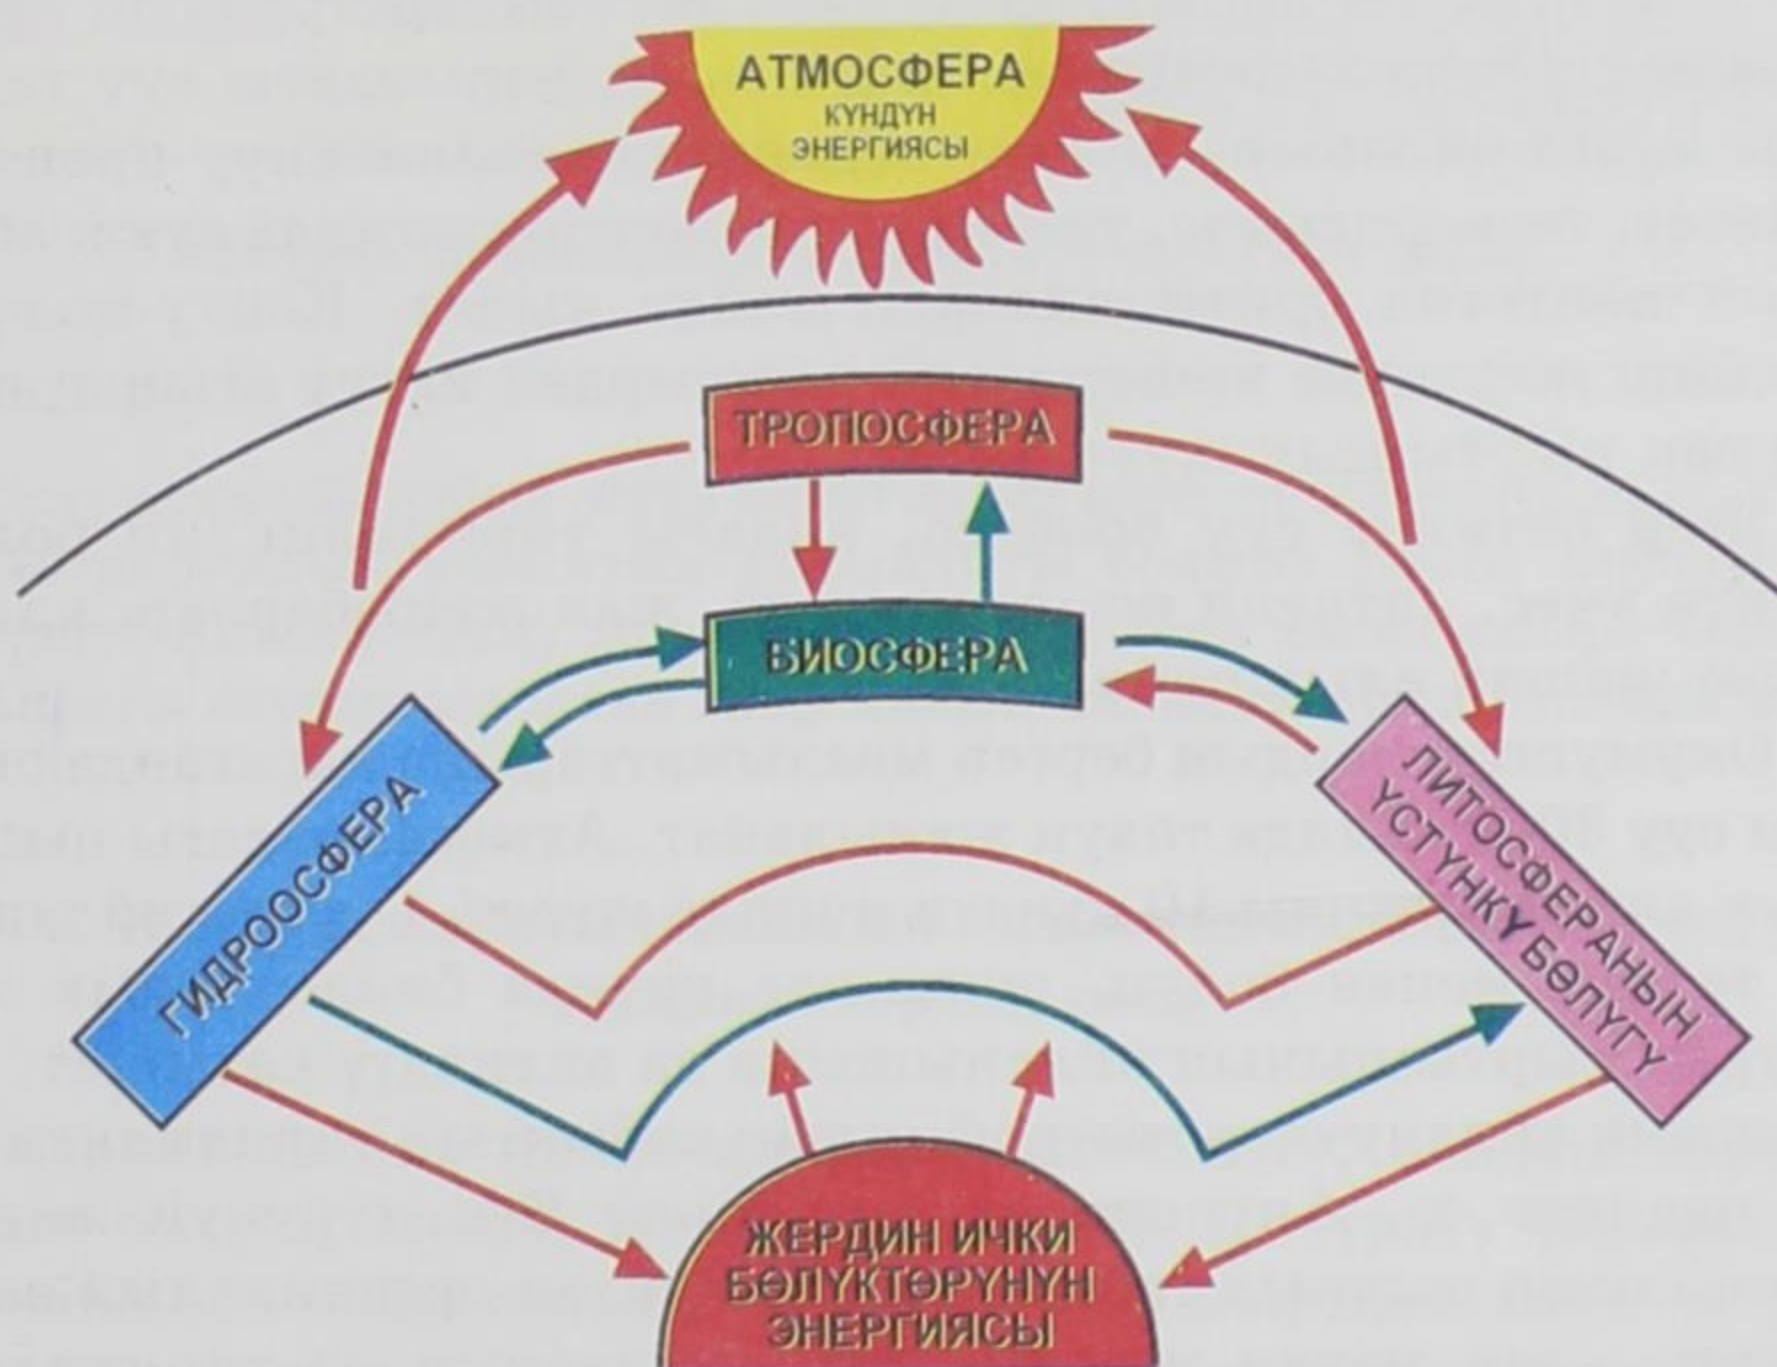 АТМОСФЕРА
КҮНДҮН
ЭНЕРГИЯСЫ
ТРОПОСФЕРА
БИОСФЕРА
ГИДРООСФЕРА
ЛИТОСФЕРАНЫН
ҮСТҮНКҮ БӨЛҮГҮ
ЖЕРДИН ИЧКИ
БӨЛҮКТӨРҮНҮН
ЭНЕРГИЯСЫ